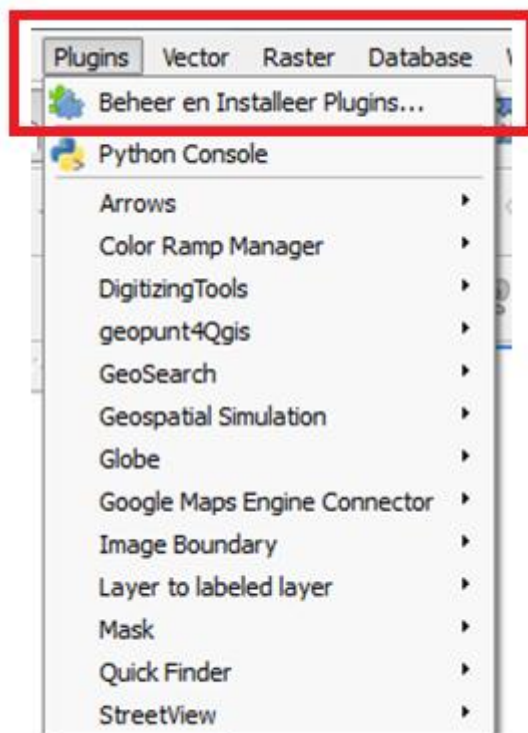 Plugins Vector Raster Database
Beheer en Installeer Plugins...
Python Console
Arrows
Color Ramp Manager
DigitizingTools
geopunt4Qgis
GeoSearch
Geospatial Simulation
Globe
Google Maps Engine Connector
Image Boundary
Layer to labeled layer
Mask
Quick Finder
StreetView